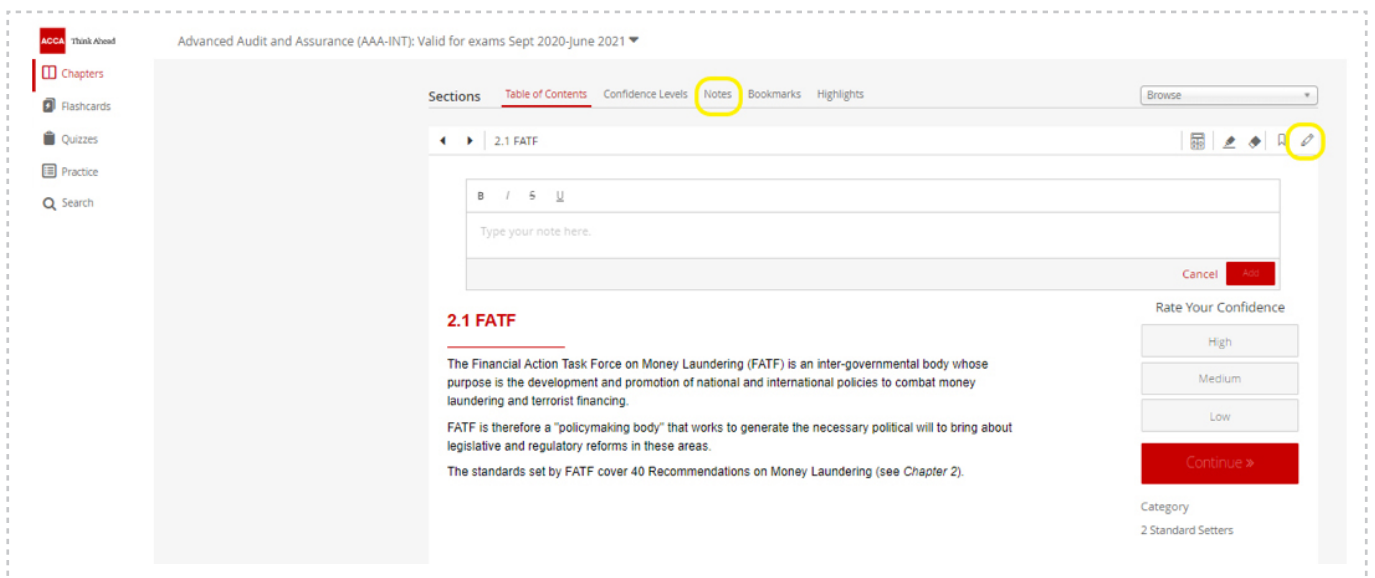 ACCA Think Ahead
Advanced Audit and Assurance (AAA-INT): Valid for exams Sept 2020-June 2021
Chapters
Flashcards
Quizzes
Practice
Search
Sections Table of Contents Confidence Levels Notes Bookmarks Highlights Browse
2.1 FATF
B I S U
Type your note here.
Cancel Add
2.1 FATF
The Financial Action Task Force on Money Laundering (FATF) is an inter-governmental body whose
purpose is the development and promotion of national and international policies to combat money
laundering and terrorist financing.
FATF is therefore a "policymaking body" that works to generate the necessary political will to bring about
legislative and regulatory reforms in these areas.
The standards set by FATF cover 40 Recommendations on Money Laundering (see Chapter 2).
Rate Your Confidence
High
Medium
Low
Continue »
Category
2 Standard Setters